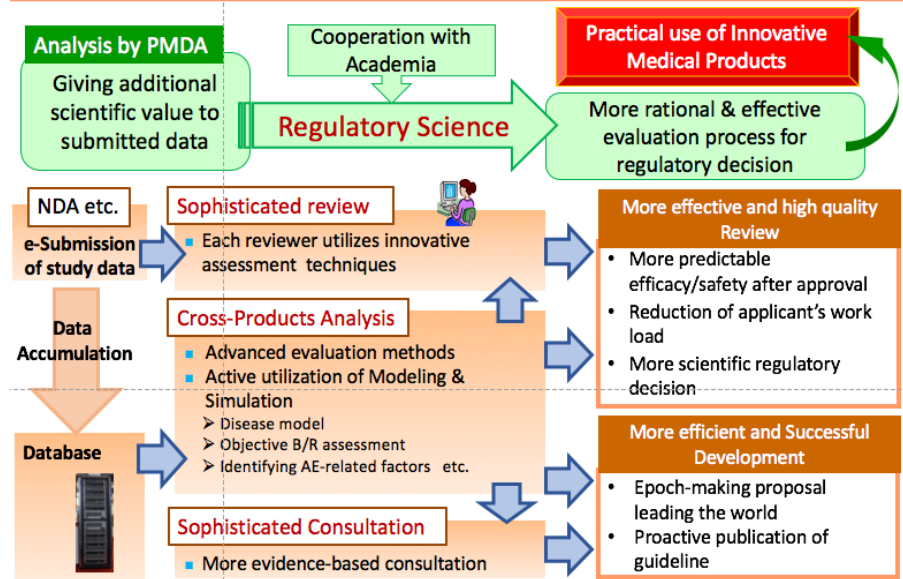 Analysis by PMDA
Giving additional
scientific value to
submitted data
Cooperation with
Academia
Regulatory Science
Practical use of Innovative
Medical Products
More rational & effective
evaluation process for
regulatory decision
NDA etc.
e-Submission
of study data
Data
Accumulation
Database
Sophisticated review
▪ Each reviewer utilizes innovative
assessment techniques
Cross-Products Analysis
▪ Advanced evaluation methods
▪ Active utilization of Modeling &
Simulation
➢ Disease model
➢ Objective B/R assessment
➢ Identifying AE-related factors etc.
Sophisticated Consultation
▪ More evidence-based consultation
More effective and high quality
Review
• More predictable
efficacy/safety after approval
• Reduction of applicant's work
load
• More scientific regulatory
decision
More efficient and Successful
Development
• Epoch-making proposal
leading the world
• Proactive publication of
guideline